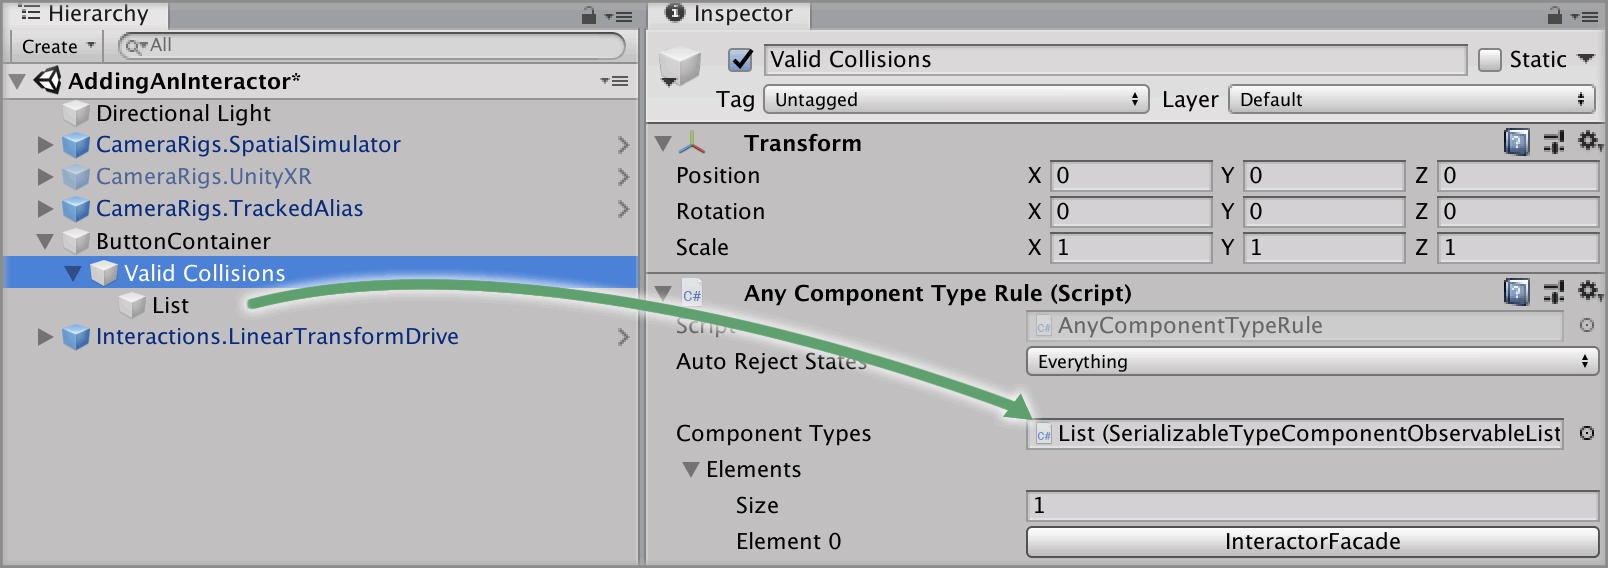 Hierarchy
Create
All
AddingAnInteractor*
Directional Light
CameraRigs.SpatialSimulator
CameraRigs.UnityXR
CameraRigs.TrackedAlias
ButtonContainer
Valid Collisions
List
Interactions.LinearTransformDrive
Inspector
Valid Collisions
Static
Tag Untagged Layer Default
Transform
Position X 0 Y 0 Z 0
Rotation X 0 Y 0 Z 0
Scale X 1 Y 1 Z 1
C# Any Component Type Rule (Script)
Script C# AnyComponentTypeRule
Auto Reject States Everything
Component Types C# List (SerializableTypeComponentObservableList
Elements
Size 1
Element 0 InteractorFacade